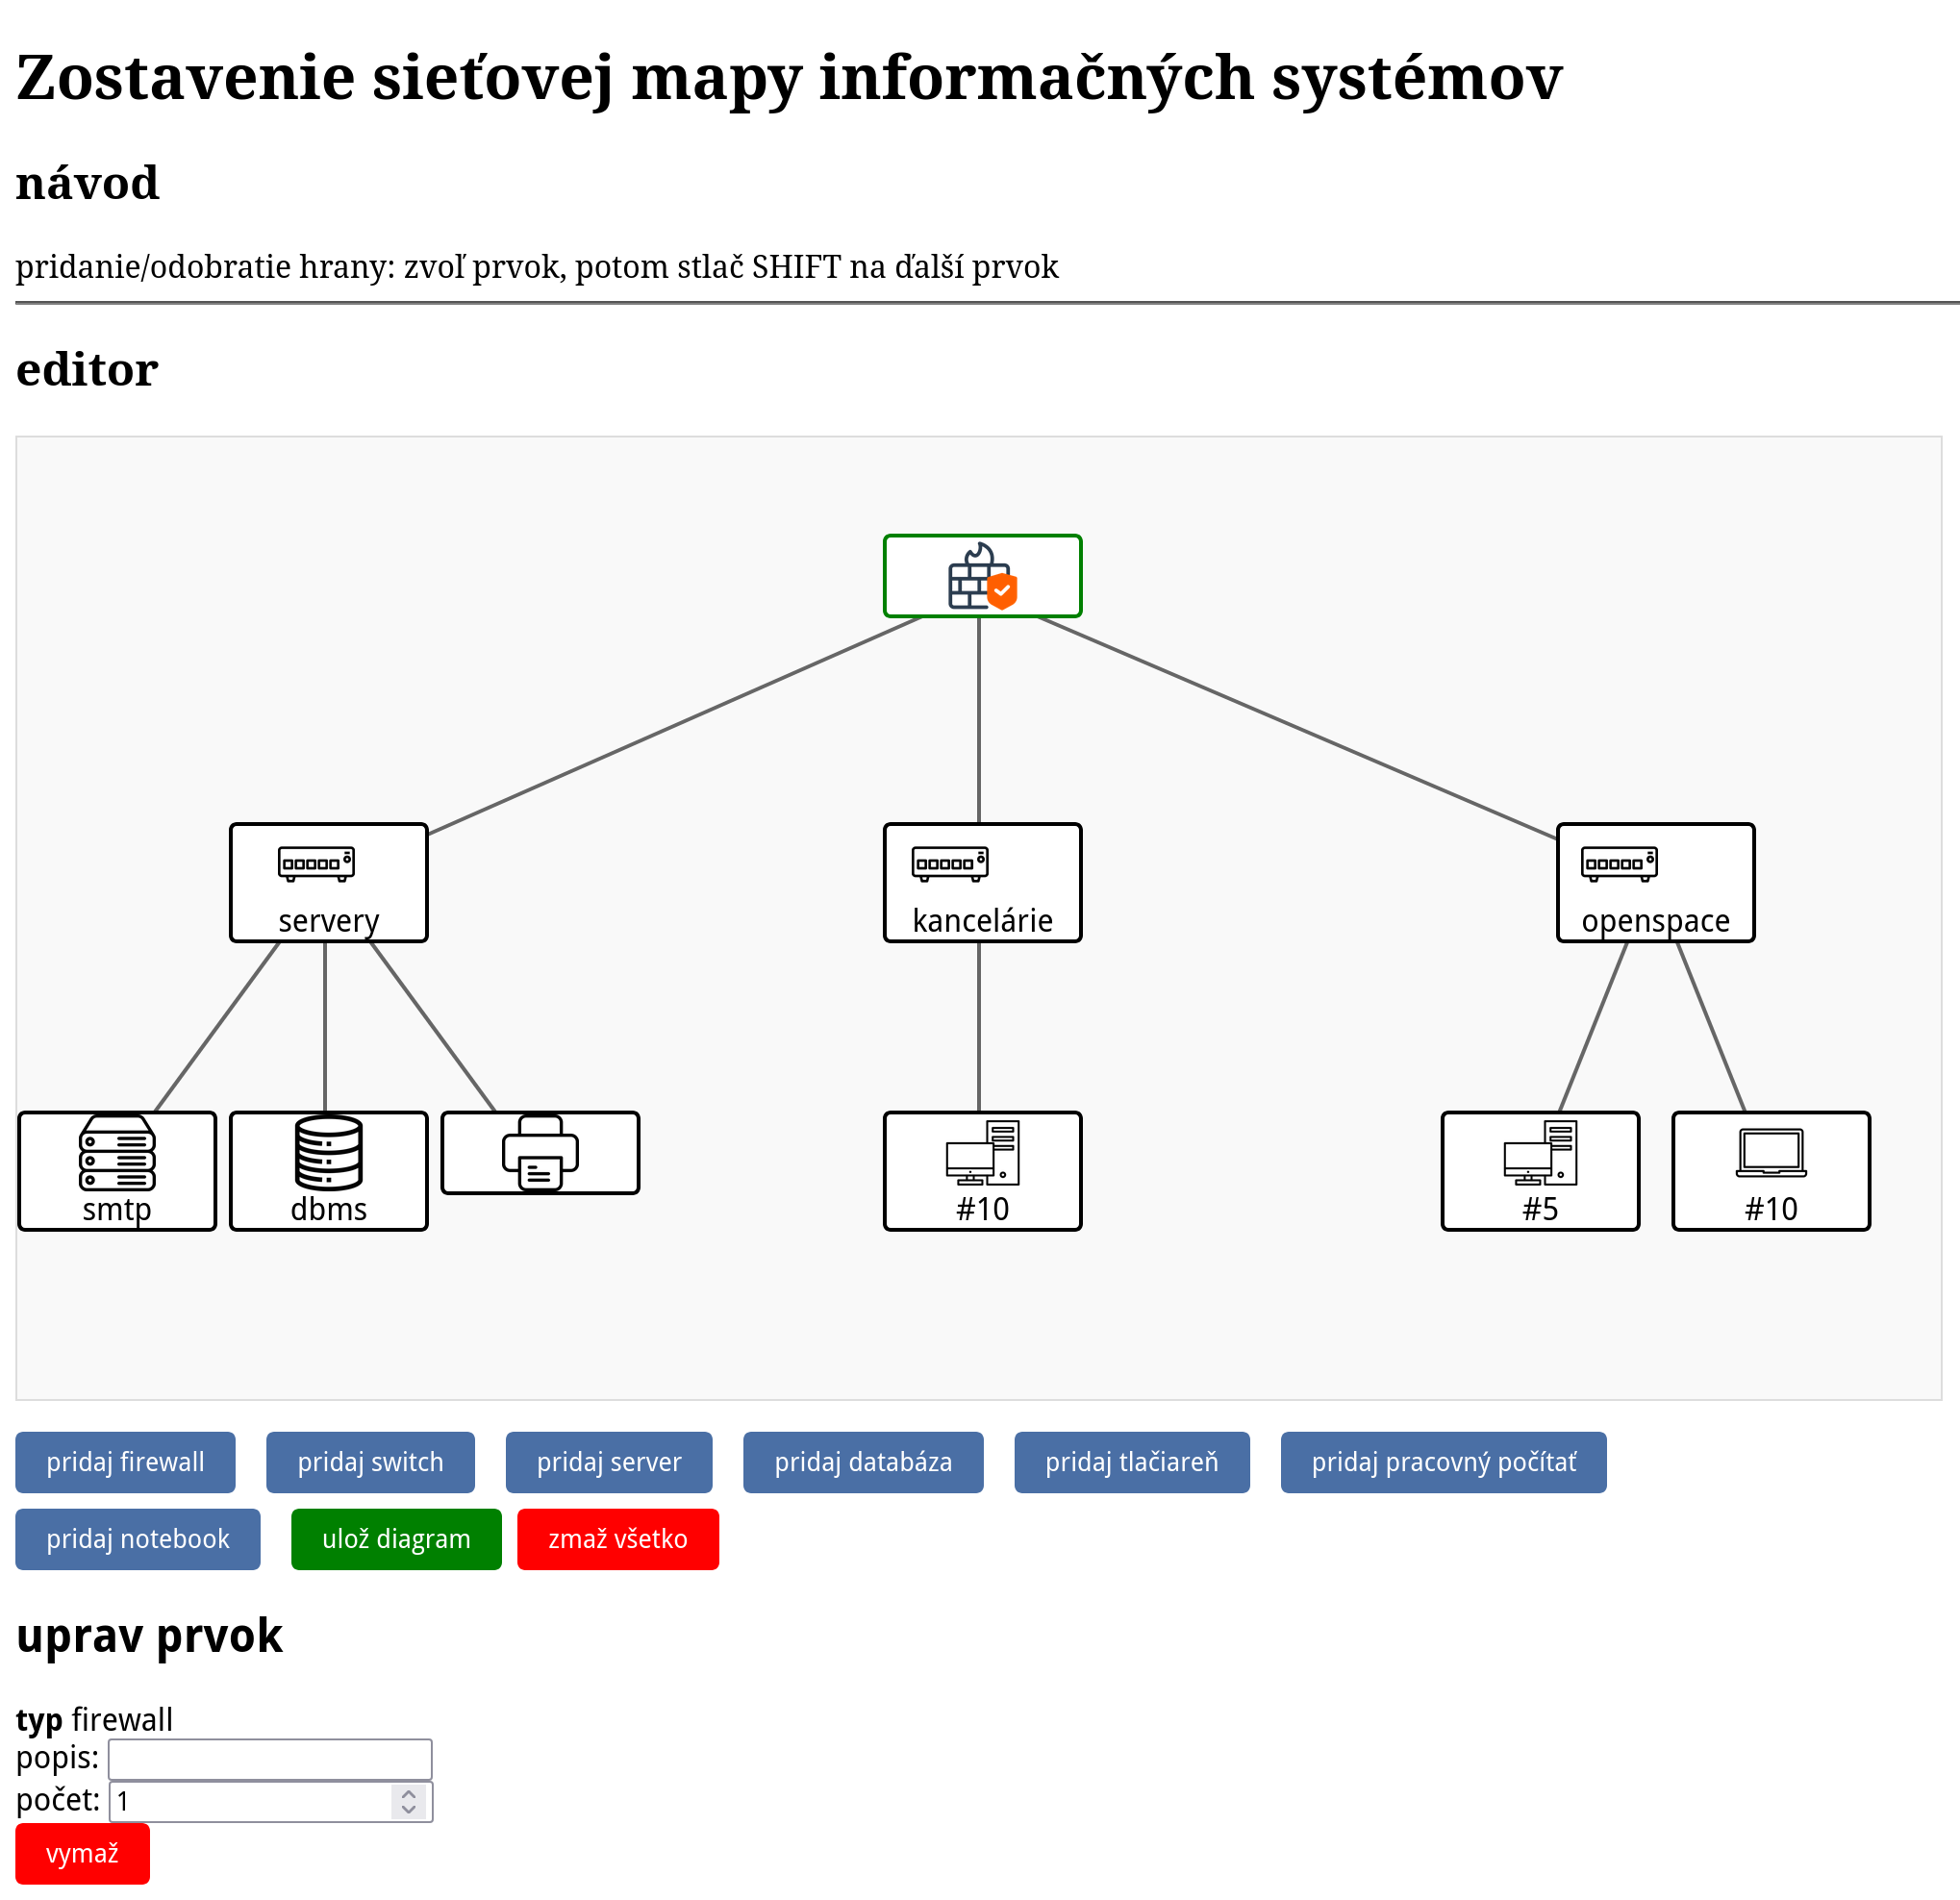 Zostavenie sieťovej mapy informačných systémov
návod
pridanie/odobratie hrany: zvoľ prvok, potom stlač SHIFT na ďalší prvok
editor
servery
kancelárie
openspace
smtp
dbms
#10
#5
#10
pridaj firewall
pridaj switch
pridaj server
pridaj databáza
pridaj tlačiareň
pridaj pracovný počítať
pridaj notebook
ulož diagram
zmaž všetko
uprav prvok
typ firewall
popis:
počet: 1
vymaž